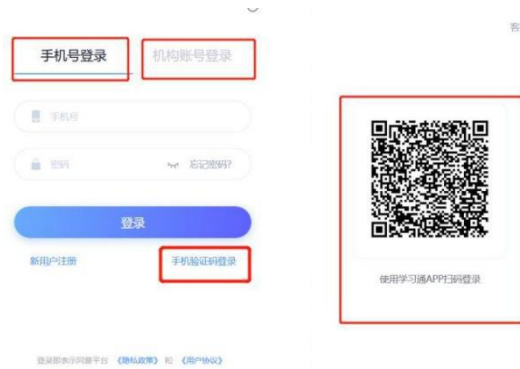 客
手机号登录 机构账号登录
手机号
密码 忘记密码?
登录
新用户注册 手机验证码登录
使用学习通APP扫码登录
登录即表示同意平台 《隐私政策》 和 《用户协议》